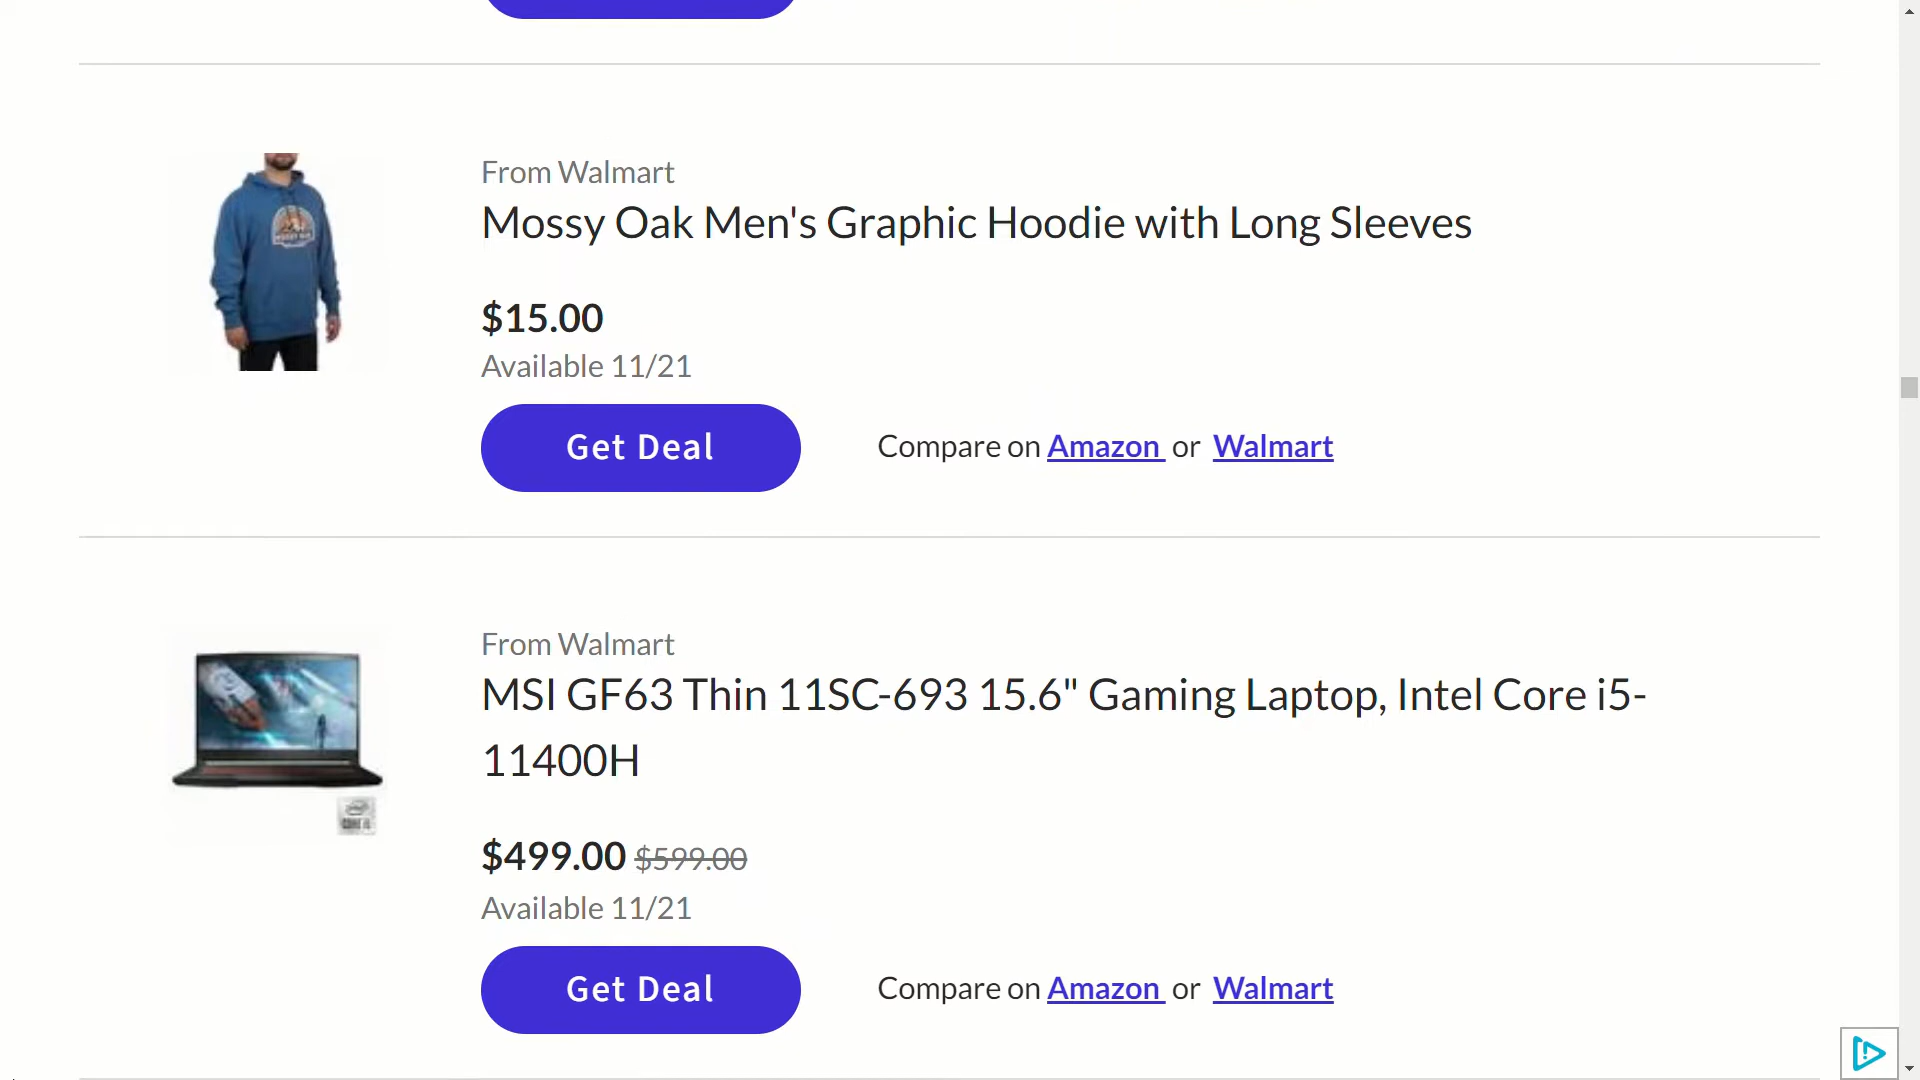 From Walmart
Mossy Oak Men's Graphic Hoodie with Long Sleeves
$15.00
Available 11/21
Get Deal
Compare on Amazon or Walmart
From Walmart
MSI GF63 Thin 11SC-693 15.6" Gaming Laptop, Intel Core i5-
11400H
$499.00 $599.00
Available 11/21
Get Deal
Compare on Amazon or Walmart